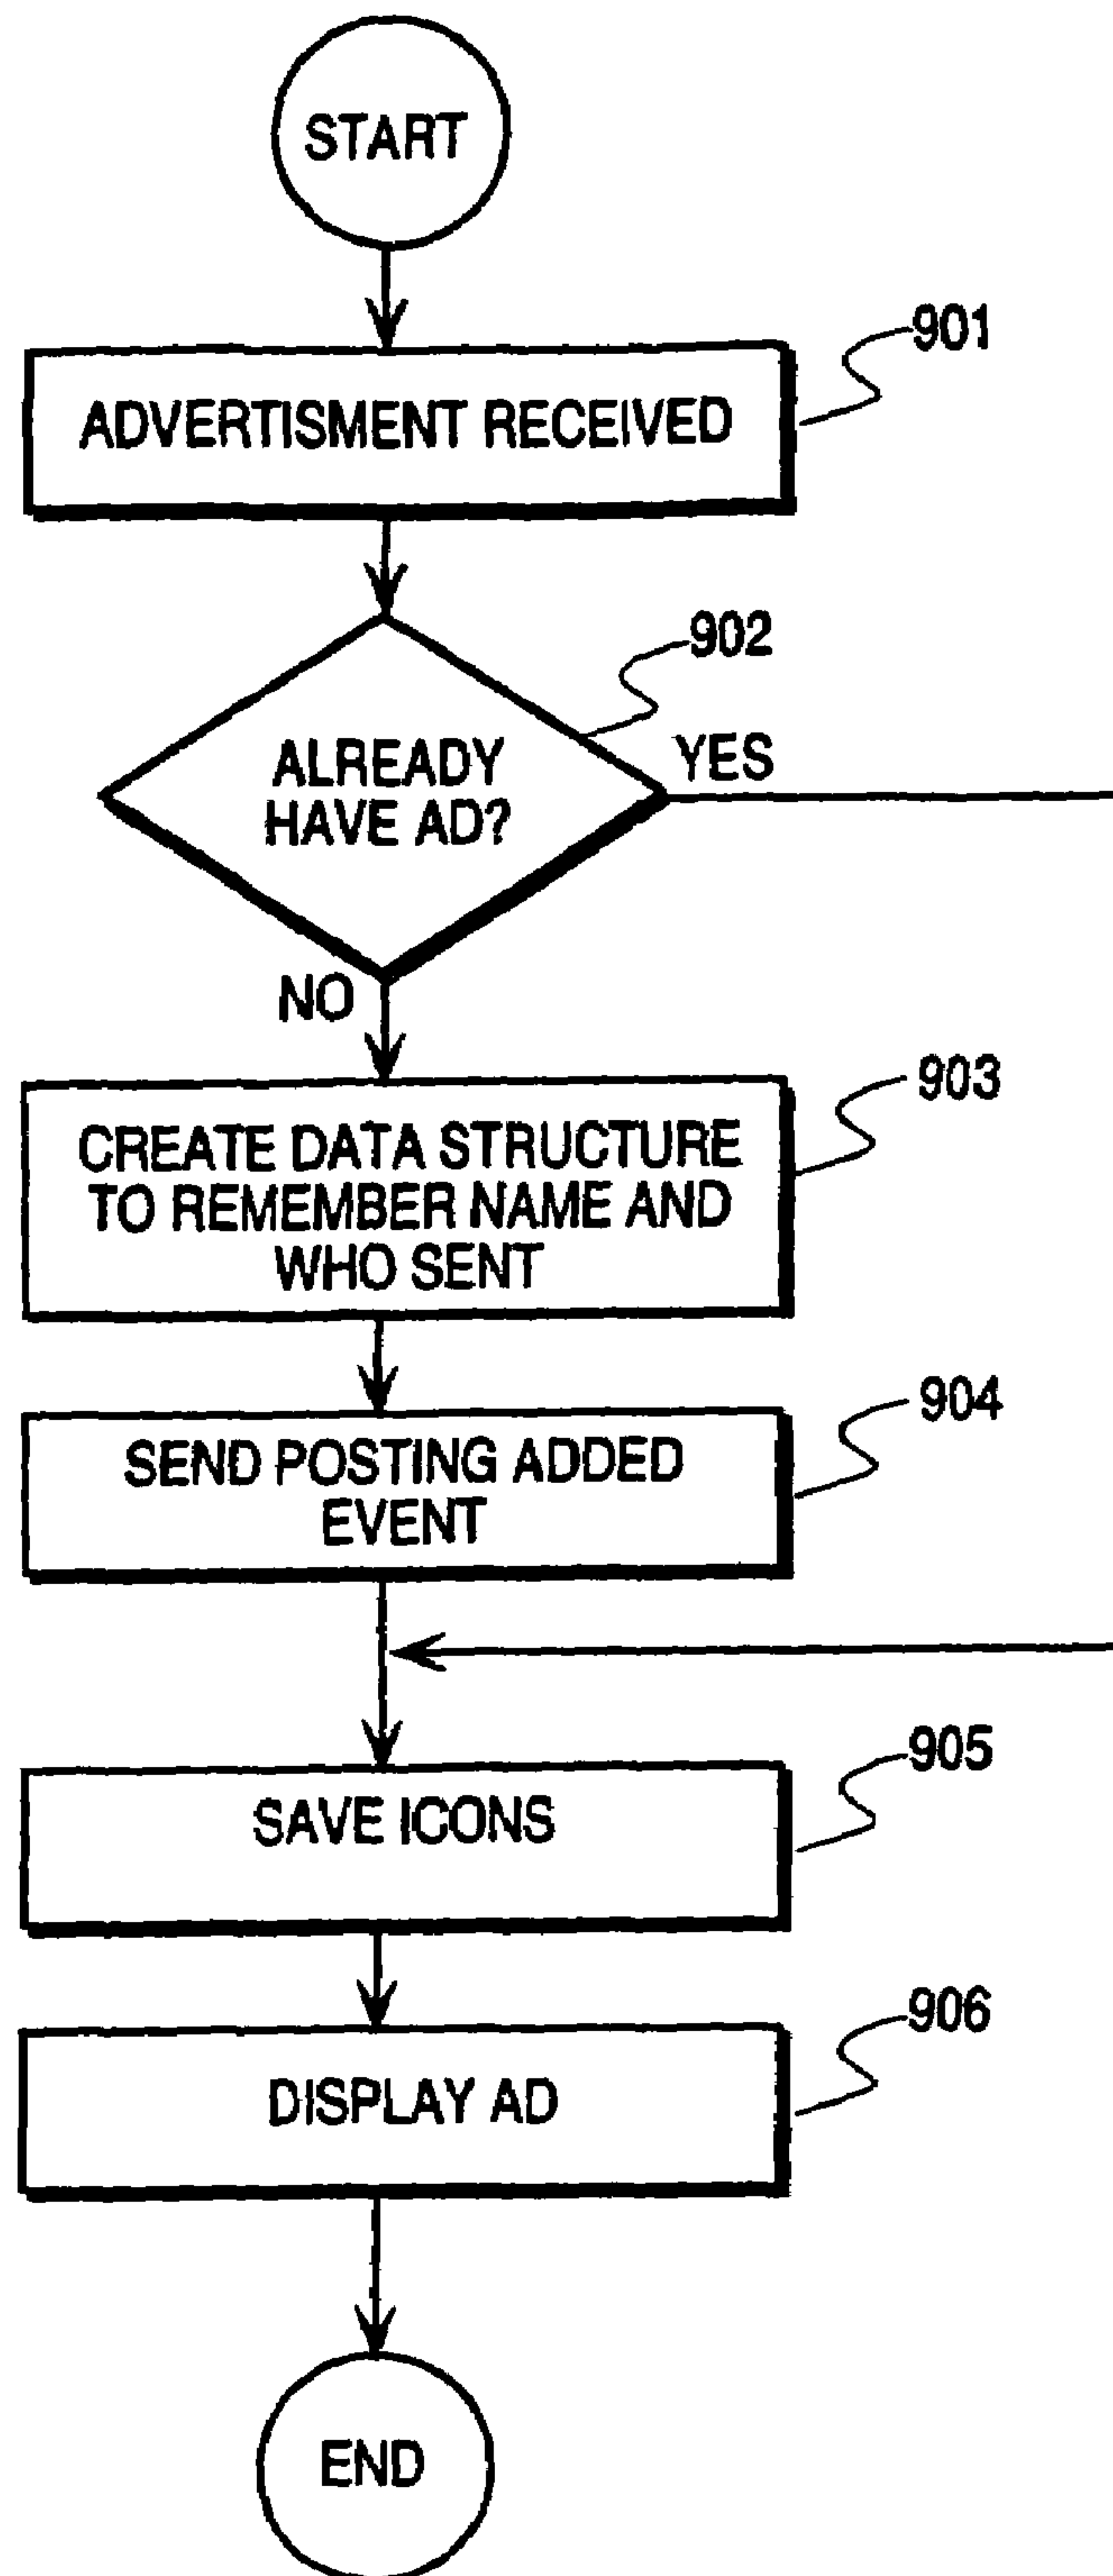 START
901
ADVERTISMENT RECEIVED
902
YES
ALREADY
HAVE AD?
NO
903
CREATE DATA STRUCTURE
TO REMEMBER NAME AND
WHO SENT
904
SEND POSTING ADDED
EVENT
905
SAVE ICONS
906
DISPLAY AD
END